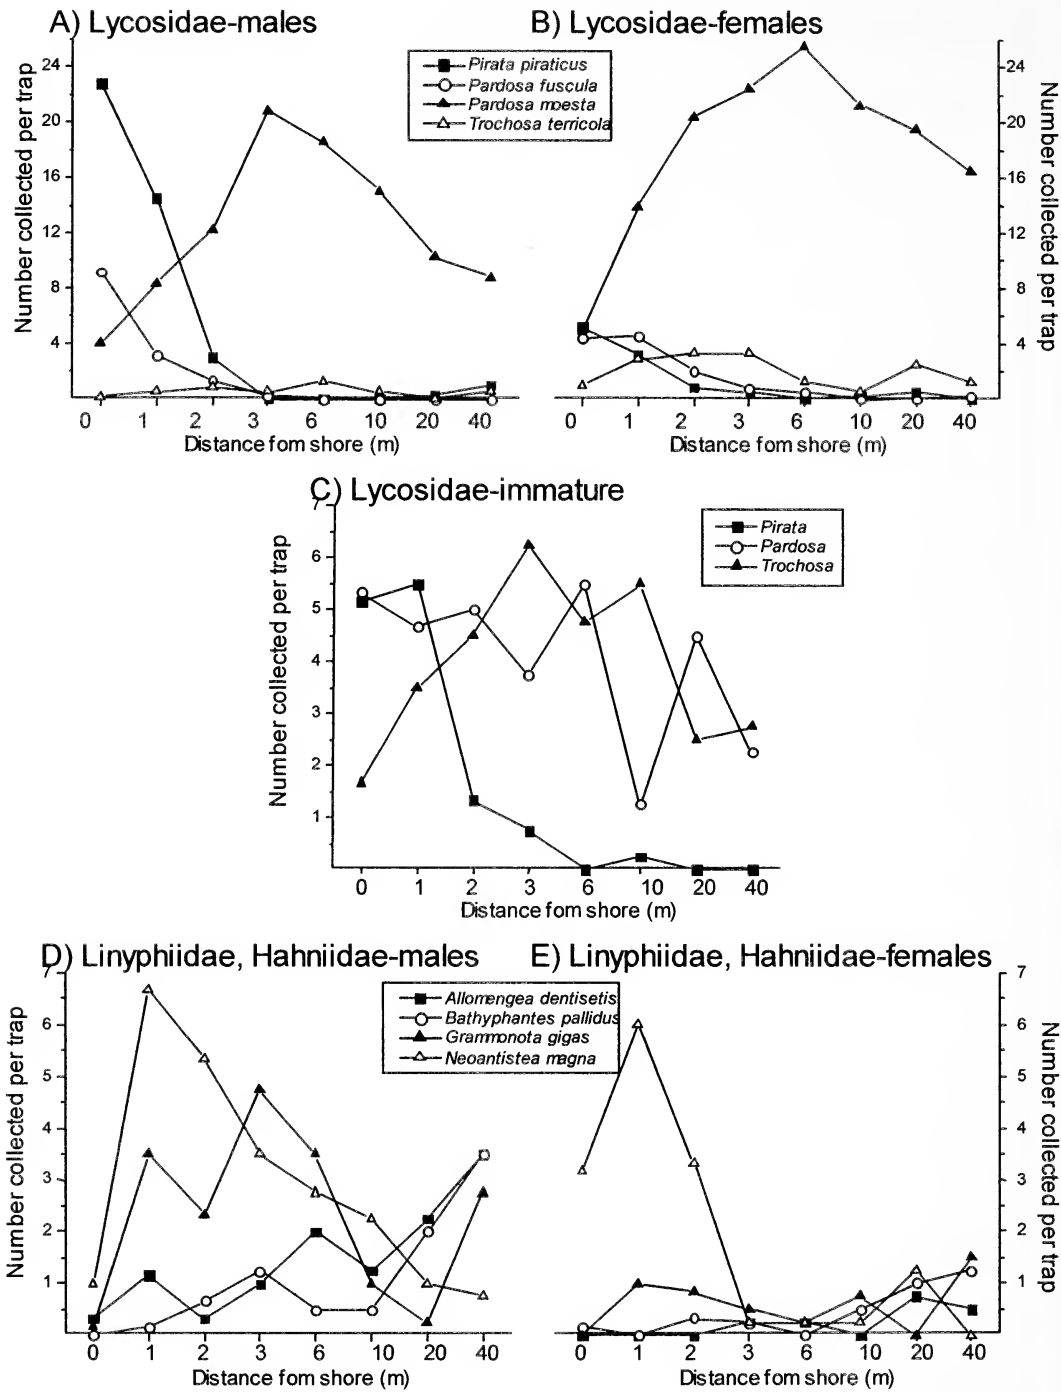 A) Lycosidae-males
B) Lycosidae-females
Pirata piraticus
Pardosa fuscula
Pardosa moesta
Trochosa terricola
Number collected per trap
24
20
16
12
8
4
0 1 2 3 6 10 20 40
Distance fom shore (m)
24
20
16
12
8
4
Number collected per trap
0 1 2 3 6 10 20 40
Distance fom shore (m)
C) Lycosidae-immature
Pirata
Pardosa
Trochosa
Number collected per trap
7
6
5
4
3
2
1
0 1 2 3 6 10 20 40
Distance fom shore (m)
D) Linyphiidae, Hahniidae-males
E) Linyphiidae, Hahniidae-females
Allomengea dentisetis
Bathyphantes pallidus
Grammonota gigas
Neoantistea magna
Number collected per trap
7
6
5
4
3
2
1
0 1 2 3 6 10 20 40
Distance fom shore (m)
7
6
5
4
3
2
1
Number collected per trap
0 1 2 3 6 10 20 40
Distance fom shore (m)